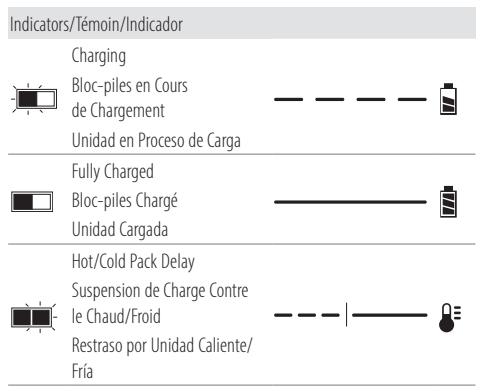 Indicators/Témoin/Indicador
Charging
Bloc-piles en Cours
de Chargement
Unidad en Proceso de Carga
Fully Charged
Bloc-piles Chargé
Unidad Cargada
Hot/Cold Pack Delay
Suspension de Charge Contre
le Chaud/Froid
Restraso por Unidad Caliente/
Fría